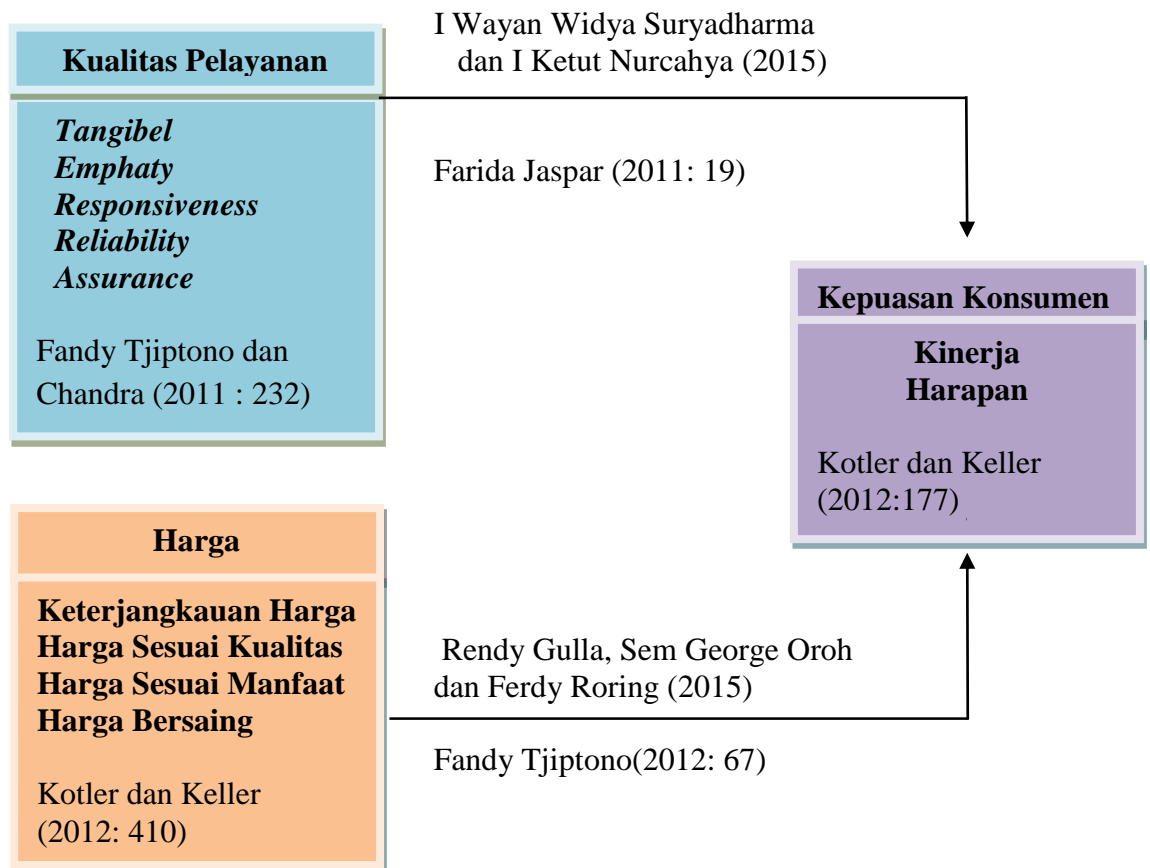 Kualitas Pelayanan
Tangibel
Emphaty
Responsiveness
Reliability
Assurance
Fandy Tjiptono dan
Chandra (2011 : 232)
I Wayan Widya Suryadharma
dan I Ketut Nurcahya (2015)
Farida Jaspar (2011: 19)
Kepuasan Konsumen
Kinerja
Harapan
Kotler dan Keller
(2012:177)
Harga
Keterjangkauan Harga
Harga Sesuai Kualitas
Harga Sesuai Manfaat
Harga Bersaing
Kotler dan Keller
(2012: 410)
Rendy Gulla, Sem George Oroh
dan Ferdy Roring (2015)
Fandy Tjiptono(2012: 67)